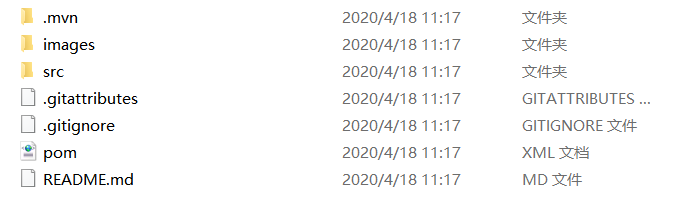 .mvn 2020/4/18 11:17 文件夹
images 2020/4/18 11:17 文件夹
src 2020/4/18 11:17 文件夹
.gitattributes 2020/4/18 11:17 GITATTRIBUTES ...
.gitignore 2020/4/18 11:17 GITIGNORE 文件
pom 2020/4/18 11:17 XML 文档
README.md 2020/4/18 11:17 MD 文件